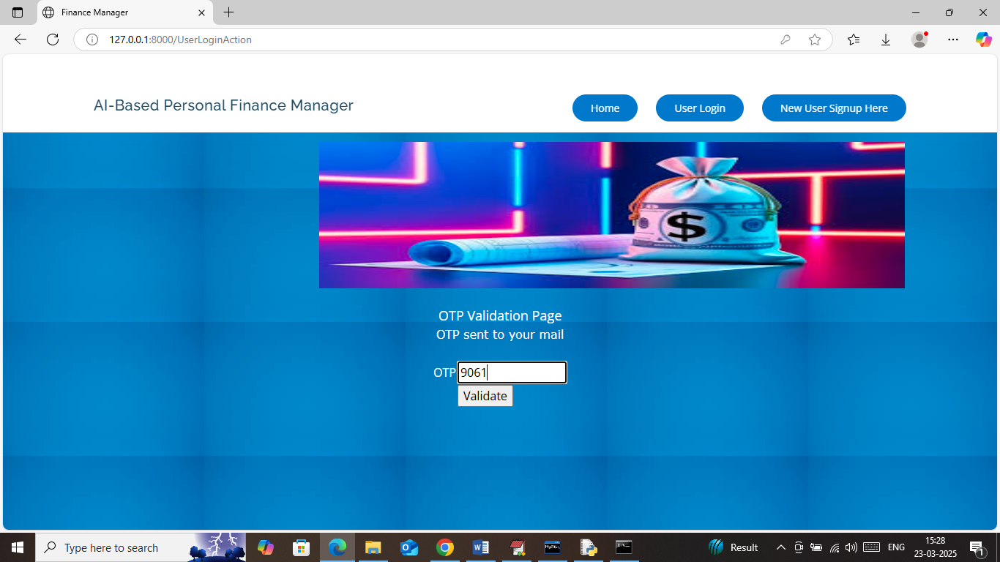 Finance Manager
127.0.0.1:8000/UserLoginAction
AI-Based Personal Finance Manager
Home
User Login
New User Signup Here
$
OTP Validation Page
OTP sent to your mail
OTP 9061
Validate
Type here to search
Result
ENG
15:28
23-03-2025
1